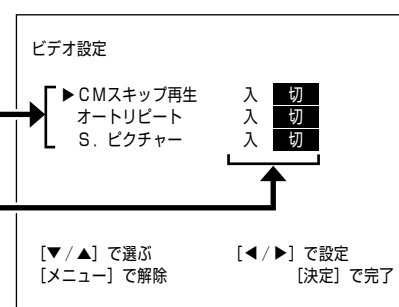 ビデオ設定
▶CMスキップ再生 入 切
オートリピート 入 切
S. ピクチャー 入 切
[▼/▲] で選ぶ [◀/▶] で設定
[メニュー] で解除 [決定] で完了